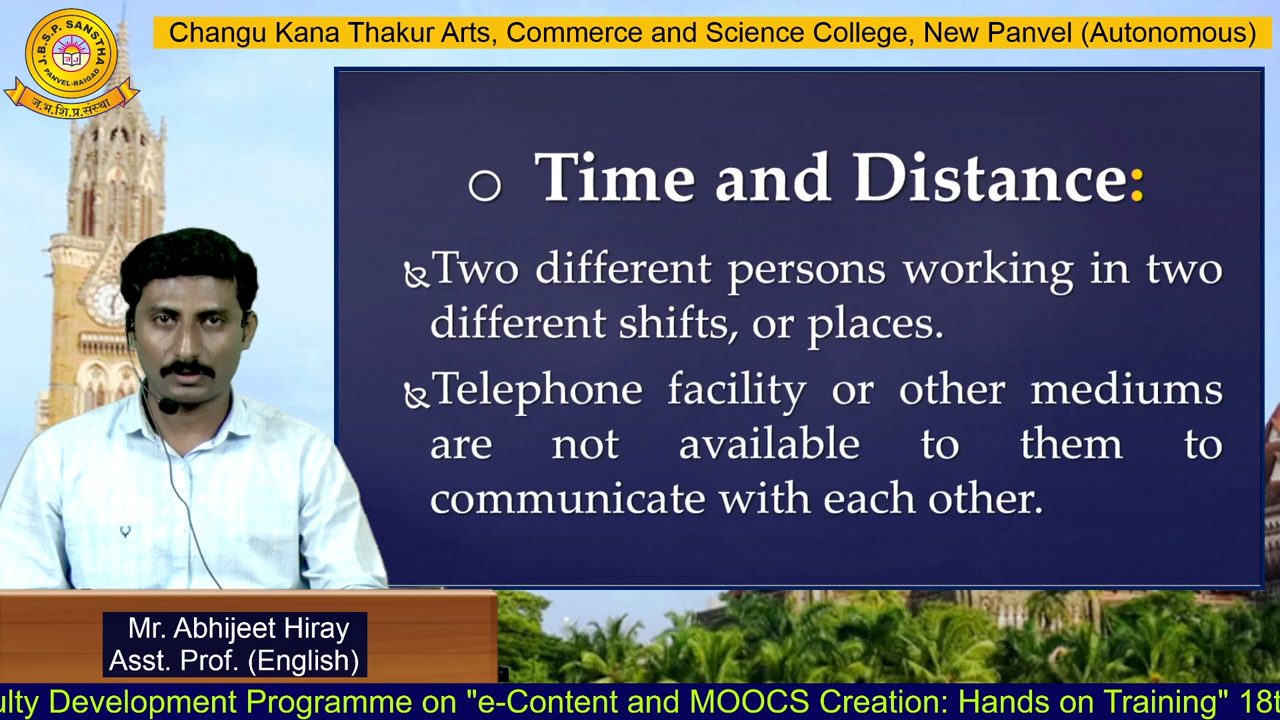 J.B.S.P. SANSTHA
PANVEL-RAIGAD
ज.भ.शि.प्र.संस्था
Changu Kana Thakur Arts, Commerce and Science College, New Panvel (Autonomous)
Time and Distance:
Two different persons working in two
different shifts, or places.
Telephone facility or other mediums
are not available to them to
communicate with each other.
Mr. Abhijeet Hiray
Asst. Prof. (English)
ulty Development Programme on "e-Content and MOOCS Creation: Hands on Training" 18t